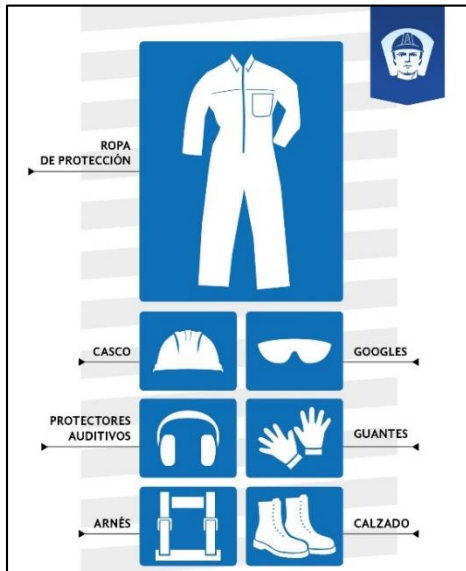 ROPA
DE PROTECCIÓN
CASCO
GOOGLES
PROTECTORES
AUDITIVOS
GUANTES
ARNÉS
CALZADO